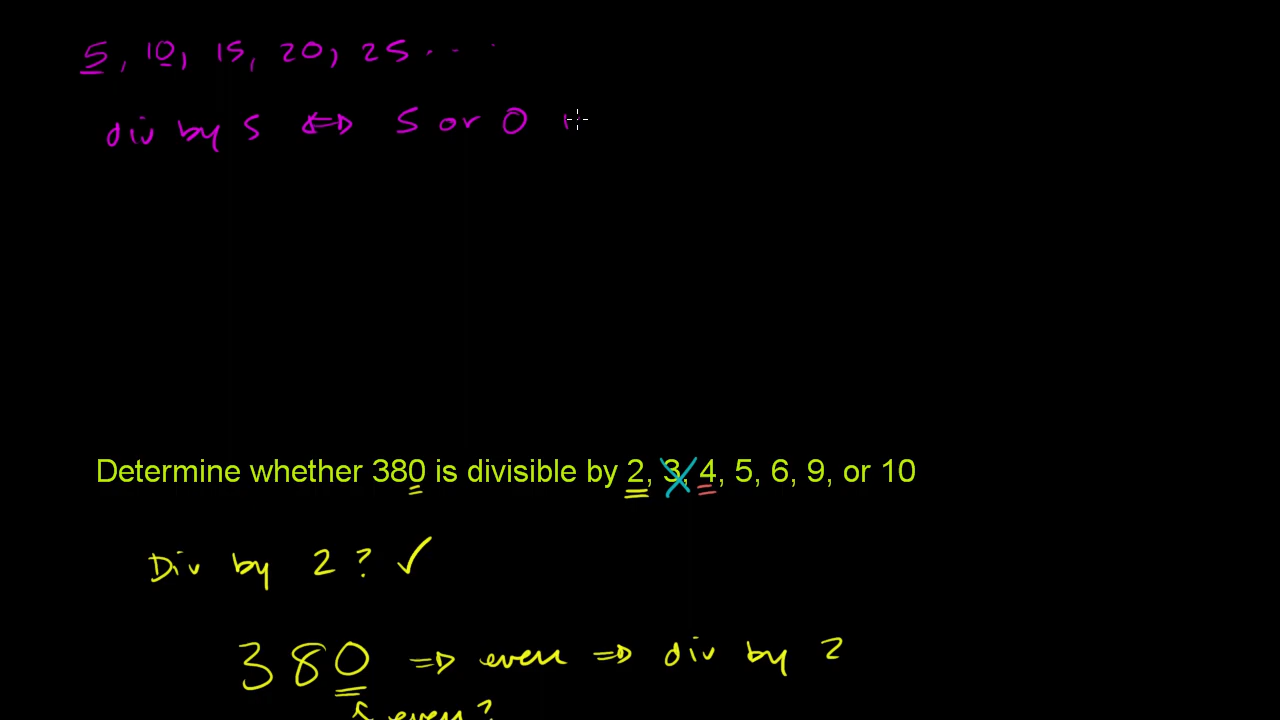 5, 10, 15, 20, 25...
div by 5 ⇔ 5 or 0
Determine whether 380 is divisible by 2, 3, 4, 5, 6, 9, or 10
Div by 2? ✓
380 ⇒ even ⇒ div by 2
even?